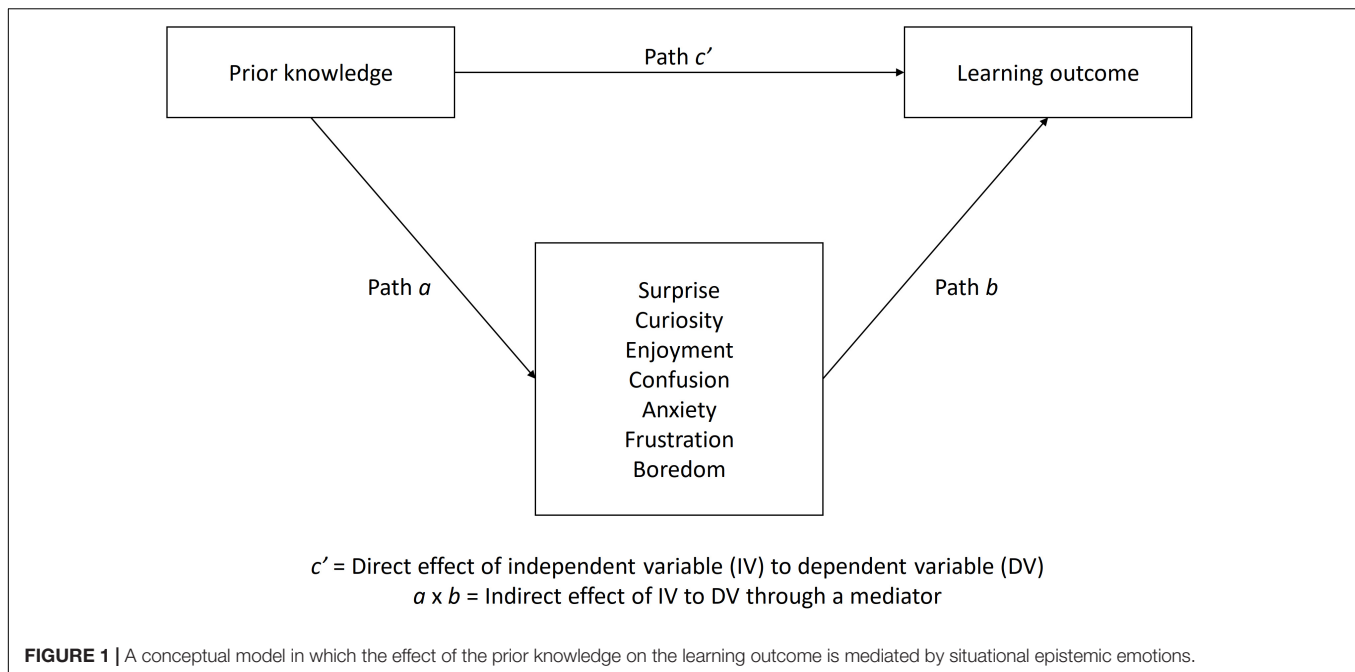 Path c'
Prior knowledge
Learning outcome
Path a
Path b
Surprise
Curiosity
Enjoyment
Confusion
Anxiety
Frustration
Boredom
c' = Direct effect of independent variable (IV) to dependent variable (DV)
a x b = Indirect effect of IV to DV through a mediator
FIGURE 1 | A conceptual model in which the effect of the prior knowledge on the learning outcome is mediated by situational epistemic emotions.